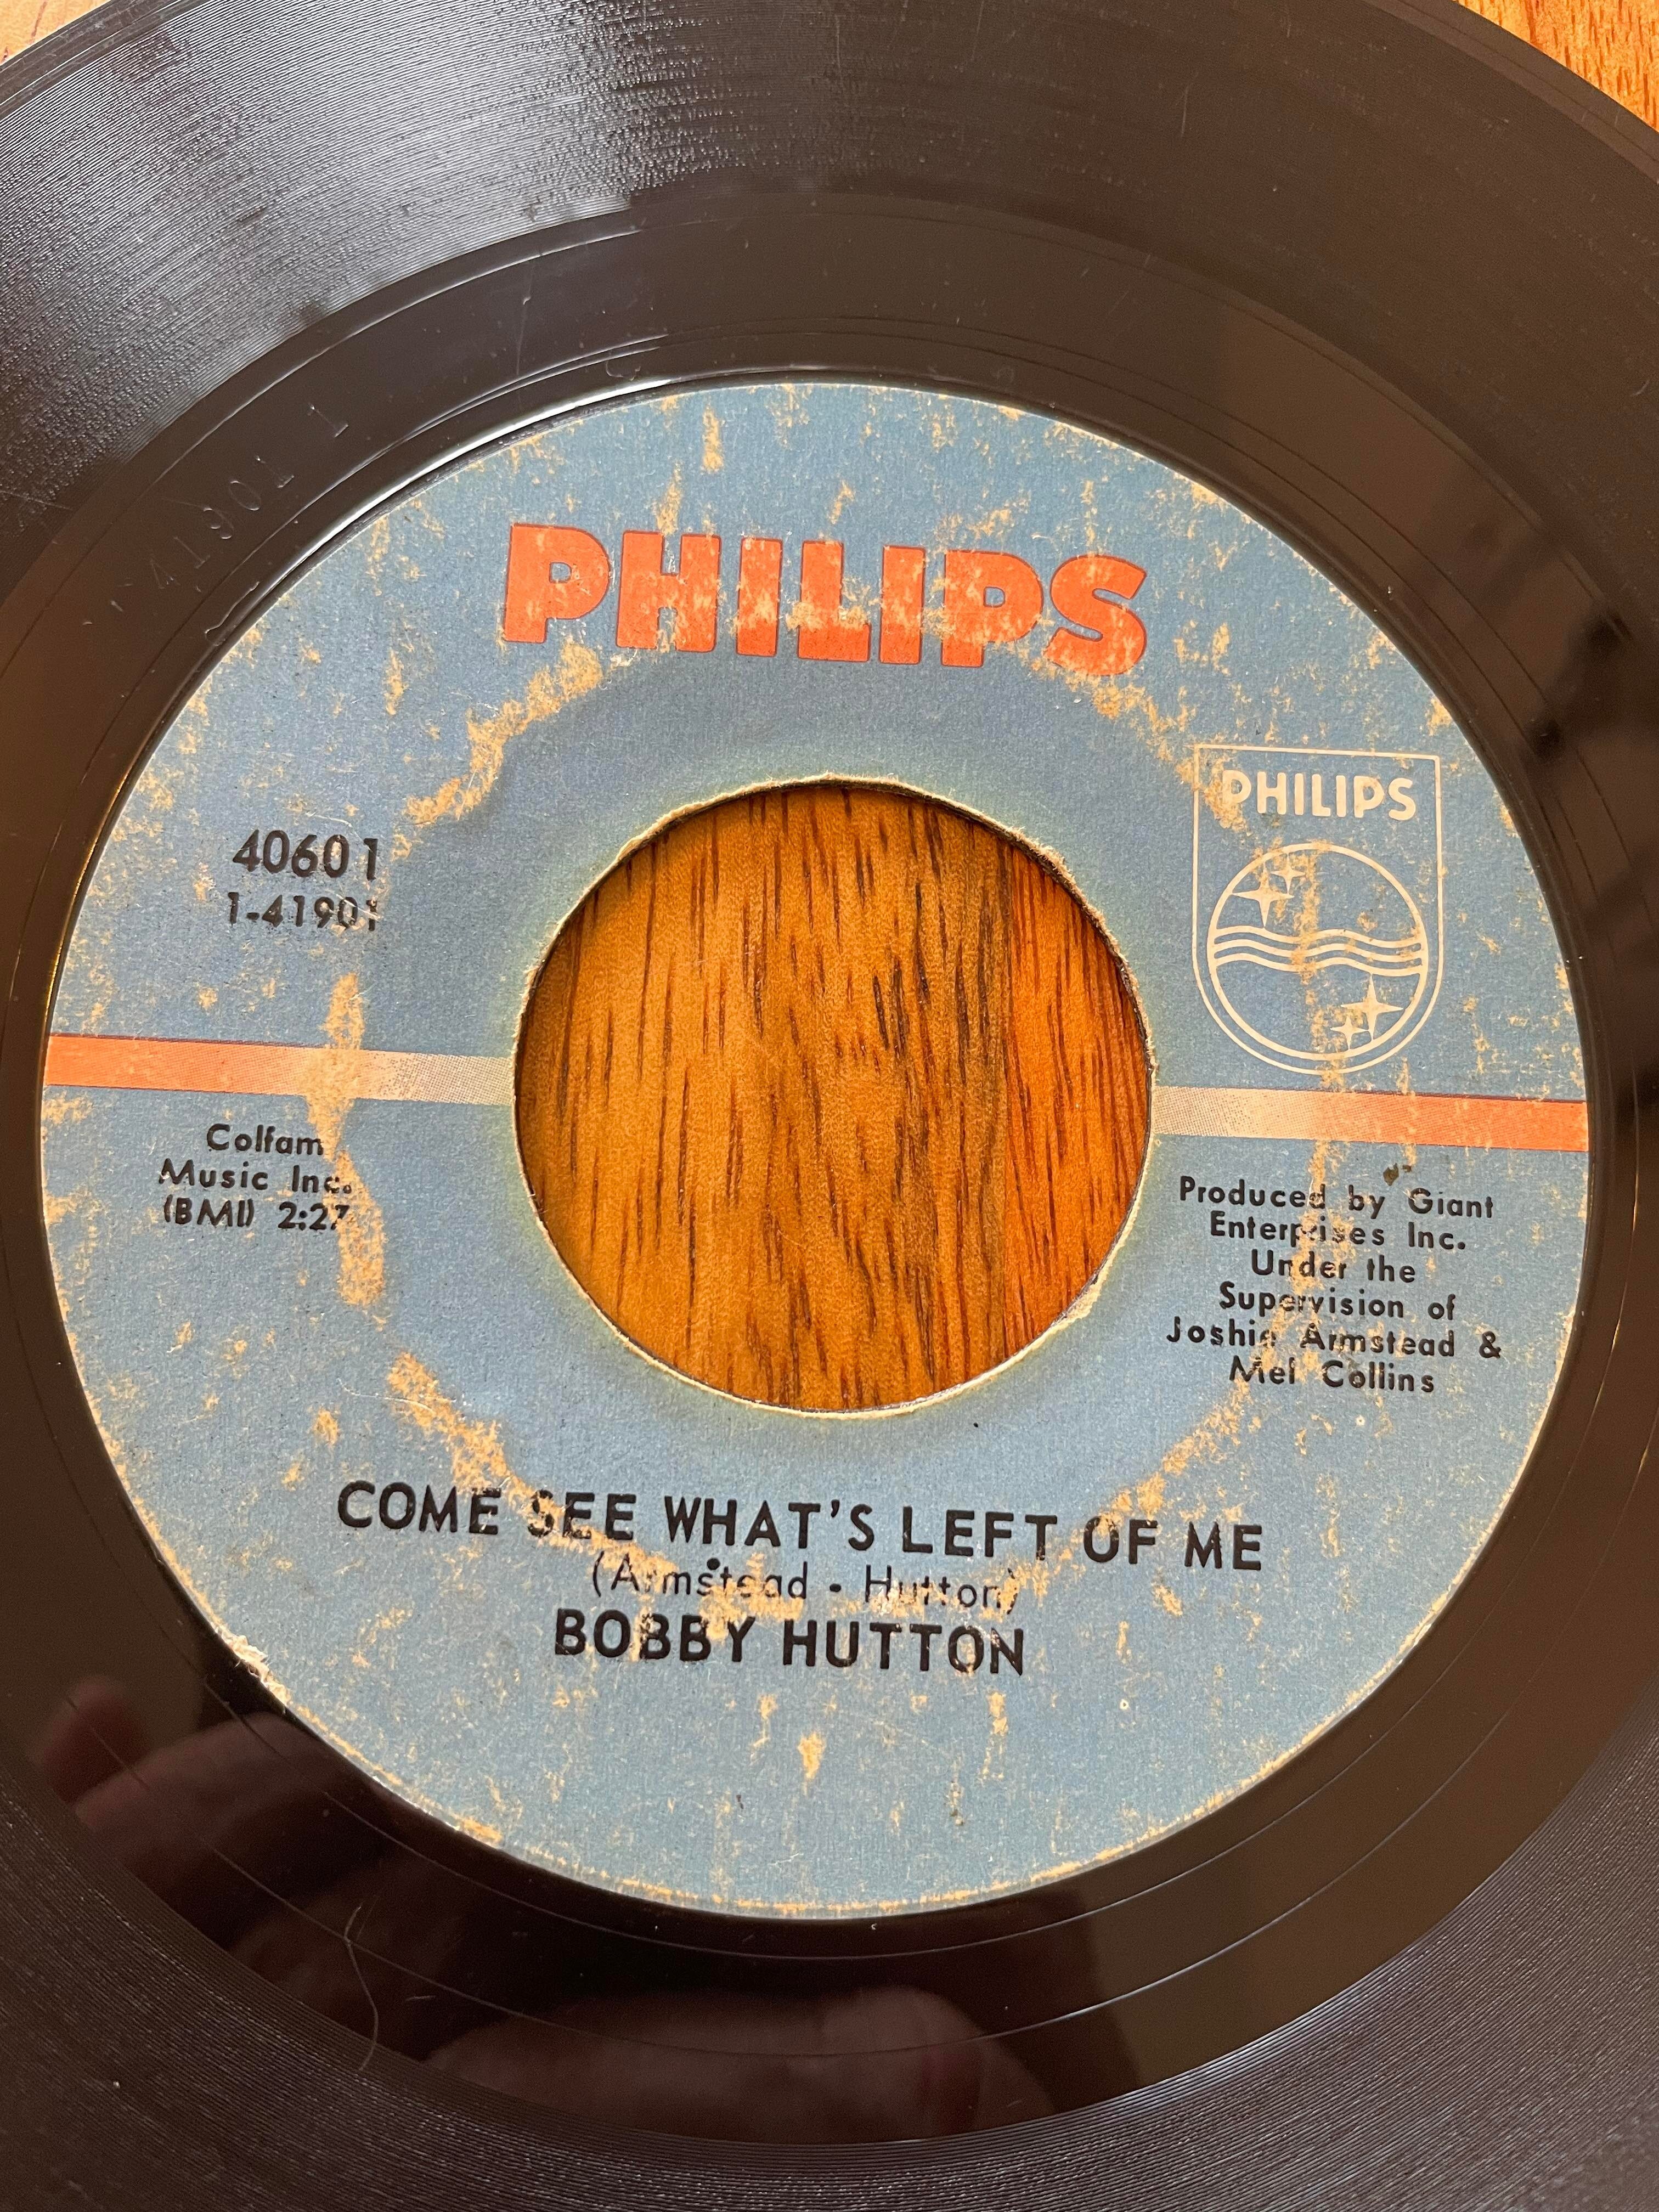 PHILIPS
PHILIPS
40601
1-41901
Colfam
Music Inc.
(BMI) 2:27
Produced by Giant
Enterprises Inc.
Under the
Supervision of
Joshie Armstead &
Mel Collins
COME SEE WHAT'S LEFT OF ME
(Armstead - Hutton)
BOBBY HUTTON